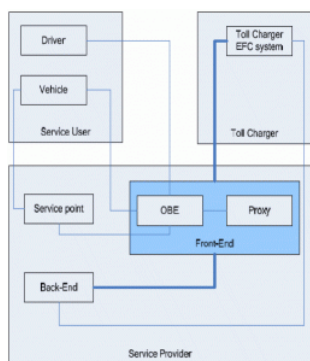 Driver
Toll Charger
EFC system
Vehicle
Service User
Toll Charger
Service point
OBE
Proxy
Front-End
Back-End
Service Provider